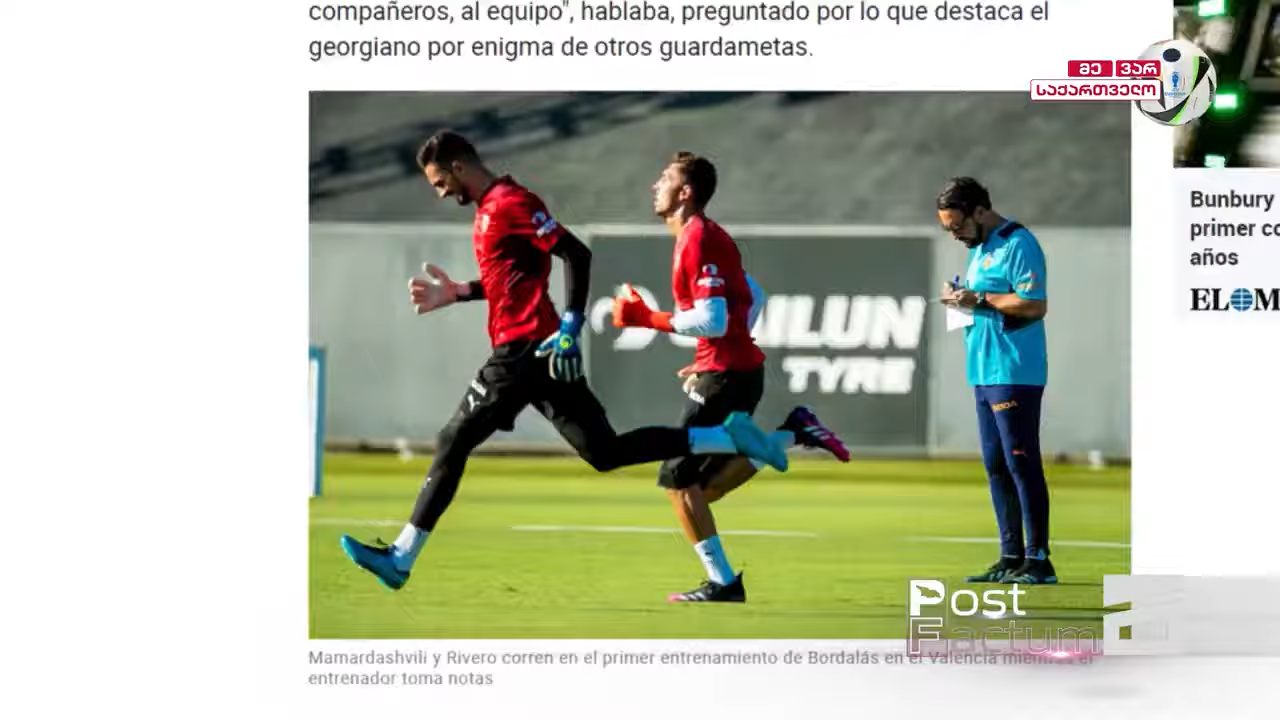 compañeros, al equipo", hablaba, preguntado por lo que destaca el
georgiano por enigma de otros guardametas.
მე ვარ
საქართველო
Bunbury
primer co
años
ELOM
AILUN
TYRE
Post
Factum
Mamardashvili y Rivero corren en el primer entrenamiento de Bordalás en el Valencia mientras el
entrenador toma notas